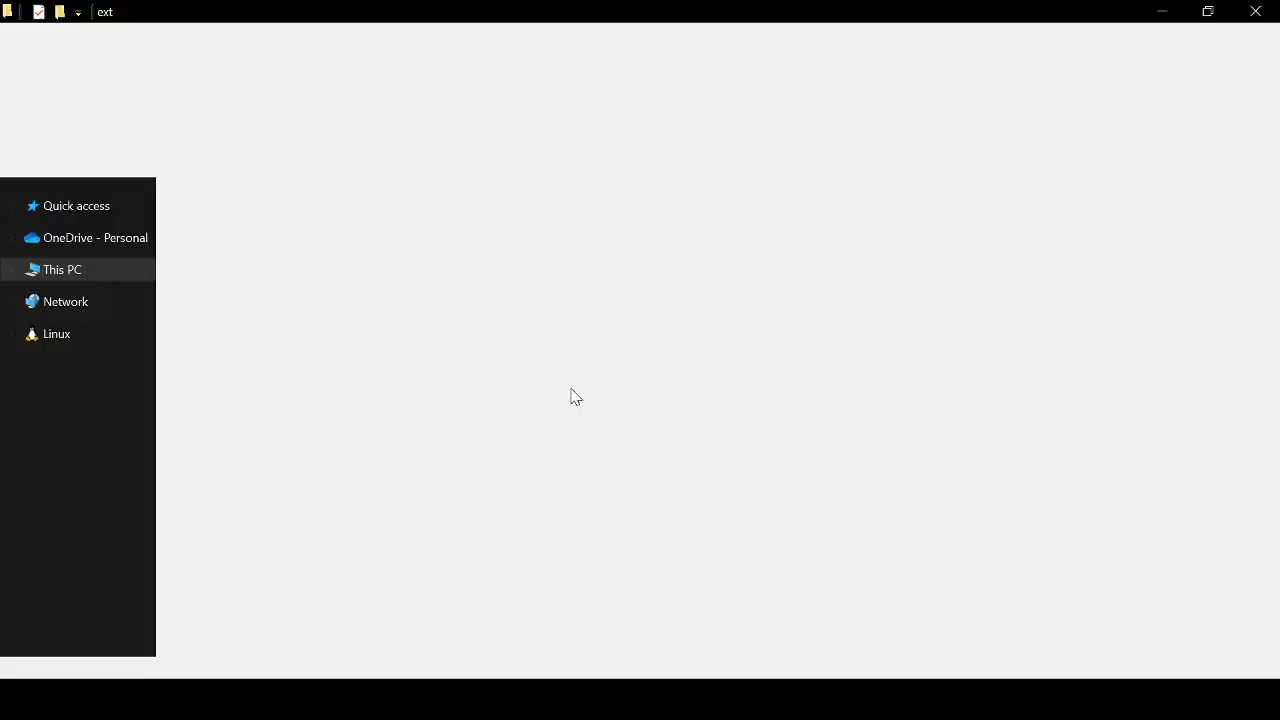 ext
Quick access
OneDrive - Personal
This PC
Network
Linux